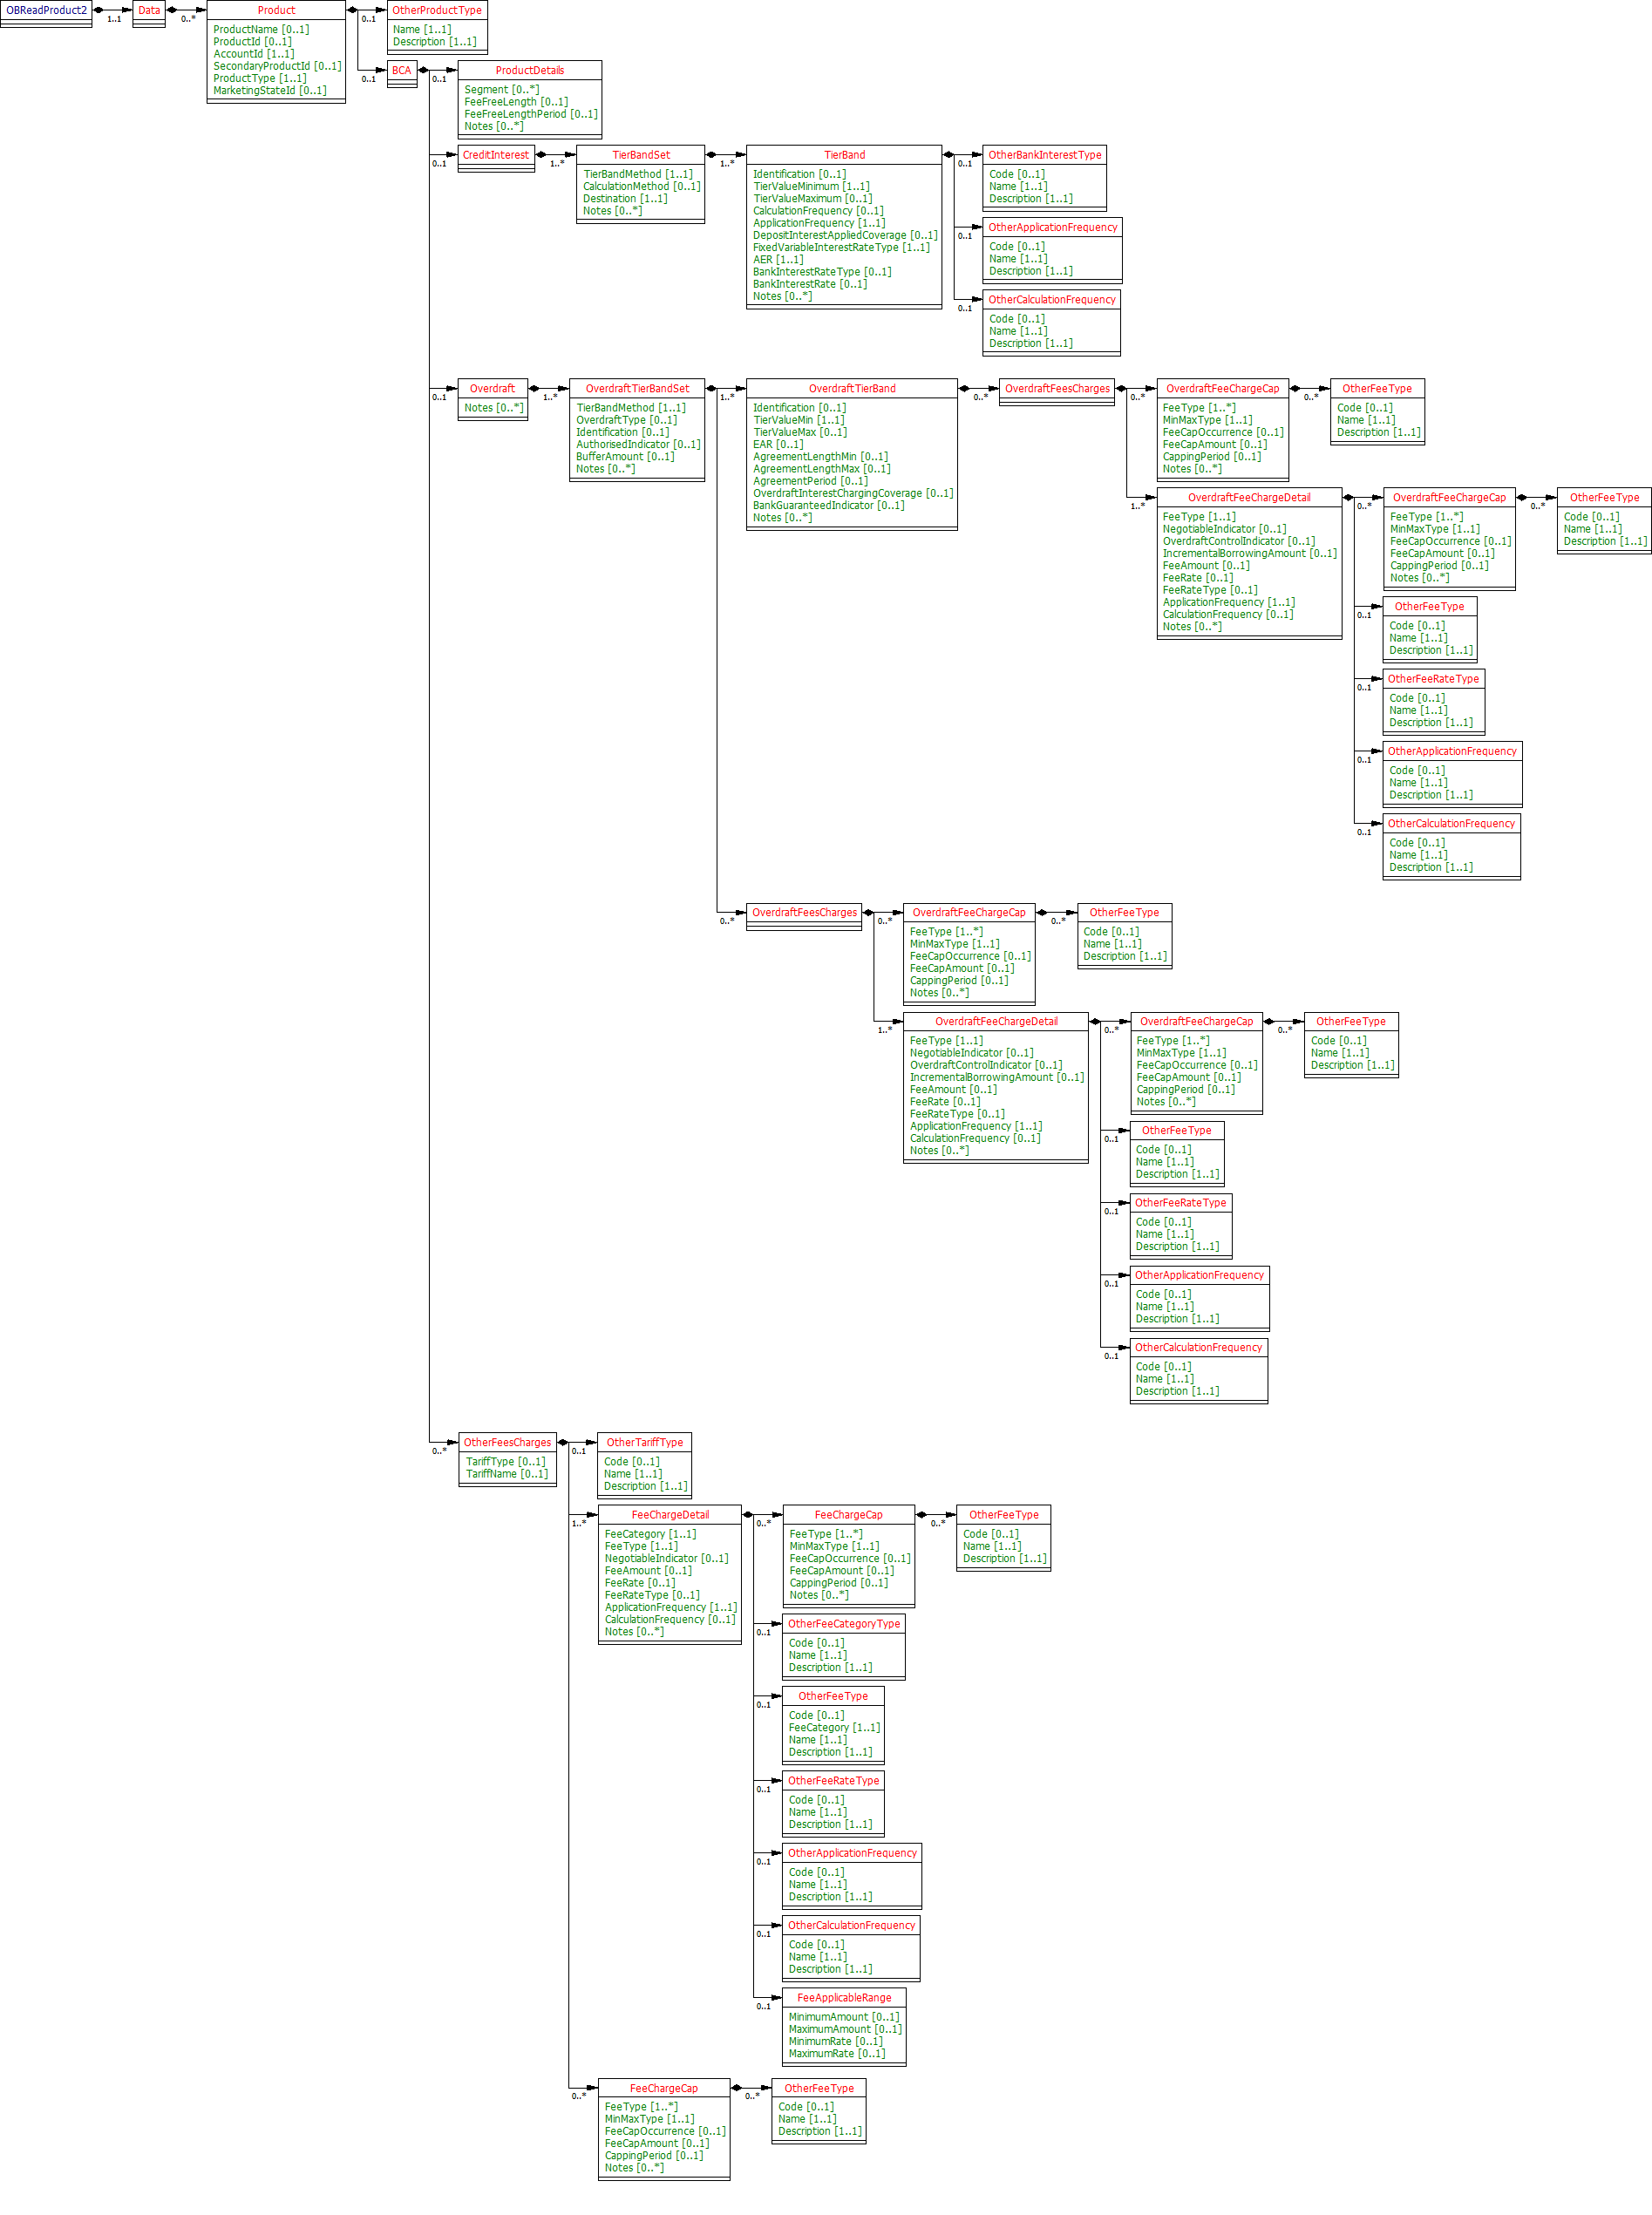 OBReadProduct2
1..1
Data
0..*
Product
ProductName [0..1]
ProductId [0..1]
AccountId [1..1]
SecondaryProductId [0..1]
ProductType [1..1]
MarketingStateId [0..1]
0..1
OtherProductType
Name [1..1]
Description [1..1]
0..1
BCA
0..1
ProductDetails
Segment [0..*]
FeeFreeLength [0..1]
FeeFreeLengthPeriod [0..1]
Notes [0..*]
0..1
CreditInterest
1..*
TierBandSet
TierBandMethod [1..1]
CalculationMethod [0..1]
Destination [1..1]
Notes [0..*]
1..*
TierBand
Identification [0..1]
TierValueMinimum [1..1]
TierValueMaximum [0..1]
CalculationFrequency [0..1]
ApplicationFrequency [1..1]
DepositInterestAppliedCoverage [0..1]
FixedVariableInterestRateType [1..1]
AER [1..1]
BankInterestRateType [0..1]
BankInterestRate [0..1]
Notes [0..*]
0..1
OtherBankInterestType
Code [0..1]
Name [1..1]
Description [1..1]
0..1
OtherApplicationFrequency
Code [0..1]
Name [1..1]
Description [1..1]
0..1
OtherCalculationFrequency
Code [0..1]
Name [1..1]
Description [1..1]
0..1
Overdraft
Notes [0..*]
1..*
OverdraftTierBandSet
TierBandMethod [1..1]
OverdraftType [0..1]
Identification [0..1]
AuthorisedIndicator [0..1]
BufferAmount [0..1]
Notes [0..*]
1..*
OverdraftTierBand
Identification [0..1]
TierValueMin [1..1]
TierValueMax [0..1]
EAR [0..1]
AgreementLengthMin [0..1]
AgreementLengthMax [0..1]
AgreementPeriod [0..1]
OverdraftInterestChargingCoverage [0..1]
BankGuaranteedIndicator [0..1]
Notes [0..*]
0..*
OverdraftFeesCharges
0..*
OverdraftFeeChargeCap
FeeType [1..*]
MinMaxType [1..1]
FeeCapOccurrence [0..1]
FeeCapAmount [0..1]
CappingPeriod [0..1]
Notes [0..*]
0..*
OtherFeeType
Code [0..1]
Name [1..1]
Description [1..1]
1..*
OverdraftFeeChargeDetail
FeeType [1..1]
NegotiableIndicator [0..1]
OverdraftControlIndicator [0..1]
IncrementalBorrowingAmount [0..1]
FeeAmount [0..1]
FeeRate [0..1]
FeeRateType [0..1]
ApplicationFrequency [1..1]
CalculationFrequency [0..1]
Notes [0..*]
0..*
OverdraftFeeChargeCap
FeeType [1..*]
MinMaxType [1..1]
FeeCapOccurrence [0..1]
FeeCapAmount [0..1]
CappingPeriod [0..1]
Notes [0..*]
0..*
OtherFeeType
Code [0..1]
Name [1..1]
Description [1..1]
0..1
OtherFeeType
Code [0..1]
Name [1..1]
Description [1..1]
0..1
OtherFeeRateType
Code [0..1]
Name [1..1]
Description [1..1]
0..1
OtherApplicationFrequency
Code [0..1]
Name [1..1]
Description [1..1]
0..1
OtherCalculationFrequency
Code [0..1]
Name [1..1]
Description [1..1]
0..*
OverdraftFeesCharges
0..*
OverdraftFeeChargeCap
FeeType [1..*]
MinMaxType [1..1]
FeeCapOccurrence [0..1]
FeeCapAmount [0..1]
CappingPeriod [0..1]
Notes [0..*]
0..*
OtherFeeType
Code [0..1]
Name [1..1]
Description [1..1]
1..*
OverdraftFeeChargeDetail
FeeType [1..1]
NegotiableIndicator [0..1]
OverdraftControlIndicator [0..1]
IncrementalBorrowingAmount [0..1]
FeeAmount [0..1]
FeeRate [0..1]
FeeRateType [0..1]
ApplicationFrequency [1..1]
CalculationFrequency [0..1]
Notes [0..*]
0..*
OverdraftFeeChargeCap
FeeType [1..*]
MinMaxType [1..1]
FeeCapOccurrence [0..1]
FeeCapAmount [0..1]
CappingPeriod [0..1]
Notes [0..*]
0..*
OtherFeeType
Code [0..1]
Name [1..1]
Description [1..1]
0..1
OtherFeeType
Code [0..1]
Name [1..1]
Description [1..1]
0..1
OtherFeeRateType
Code [0..1]
Name [1..1]
Description [1..1]
0..1
OtherApplicationFrequency
Code [0..1]
Name [1..1]
Description [1..1]
0..1
OtherCalculationFrequency
Code [0..1]
Name [1..1]
Description [1..1]
0..*
OtherFeesCharges
TariffType [0..1]
TariffName [0..1]
0..1
OtherTariffType
Code [0..1]
Name [1..1]
Description [1..1]
1..*
FeeChargeDetail
FeeCategory [1..1]
FeeType [1..1]
NegotiableIndicator [0..1]
FeeAmount [0..1]
FeeRate [0..1]
FeeRateType [0..1]
ApplicationFrequency [1..1]
CalculationFrequency [0..1]
Notes [0..*]
0..*
FeeChargeCap
FeeType [1..*]
MinMaxType [1..1]
FeeCapOccurrence [0..1]
FeeCapAmount [0..1]
CappingPeriod [0..1]
Notes [0..*]
0..*
OtherFeeType
Code [0..1]
Name [1..1]
Description [1..1]
0..1
OtherFeeCategoryType
Code [0..1]
Name [1..1]
Description [1..1]
0..1
OtherFeeType
Code [0..1]
FeeCategory [1..1]
Name [1..1]
Description [1..1]
0..1
OtherFeeRateType
Code [0..1]
Name [1..1]
Description [1..1]
0..1
OtherApplicationFrequency
Code [0..1]
Name [1..1]
Description [1..1]
0..1
OtherCalculationFrequency
Code [0..1]
Name [1..1]
Description [1..1]
0..1
FeeApplicableRange
MinimumAmount [0..1]
MaximumAmount [0..1]
MinimumRate [0..1]
MaximumRate [0..1]
0..*
FeeChargeCap
FeeType [1..*]
MinMaxType [1..1]
FeeCapOccurrence [0..1]
FeeCapAmount [0..1]
CappingPeriod [0..1]
Notes [0..*]
0..*
OtherFeeType
Code [0..1]
Name [1..1]
Description [1..1]